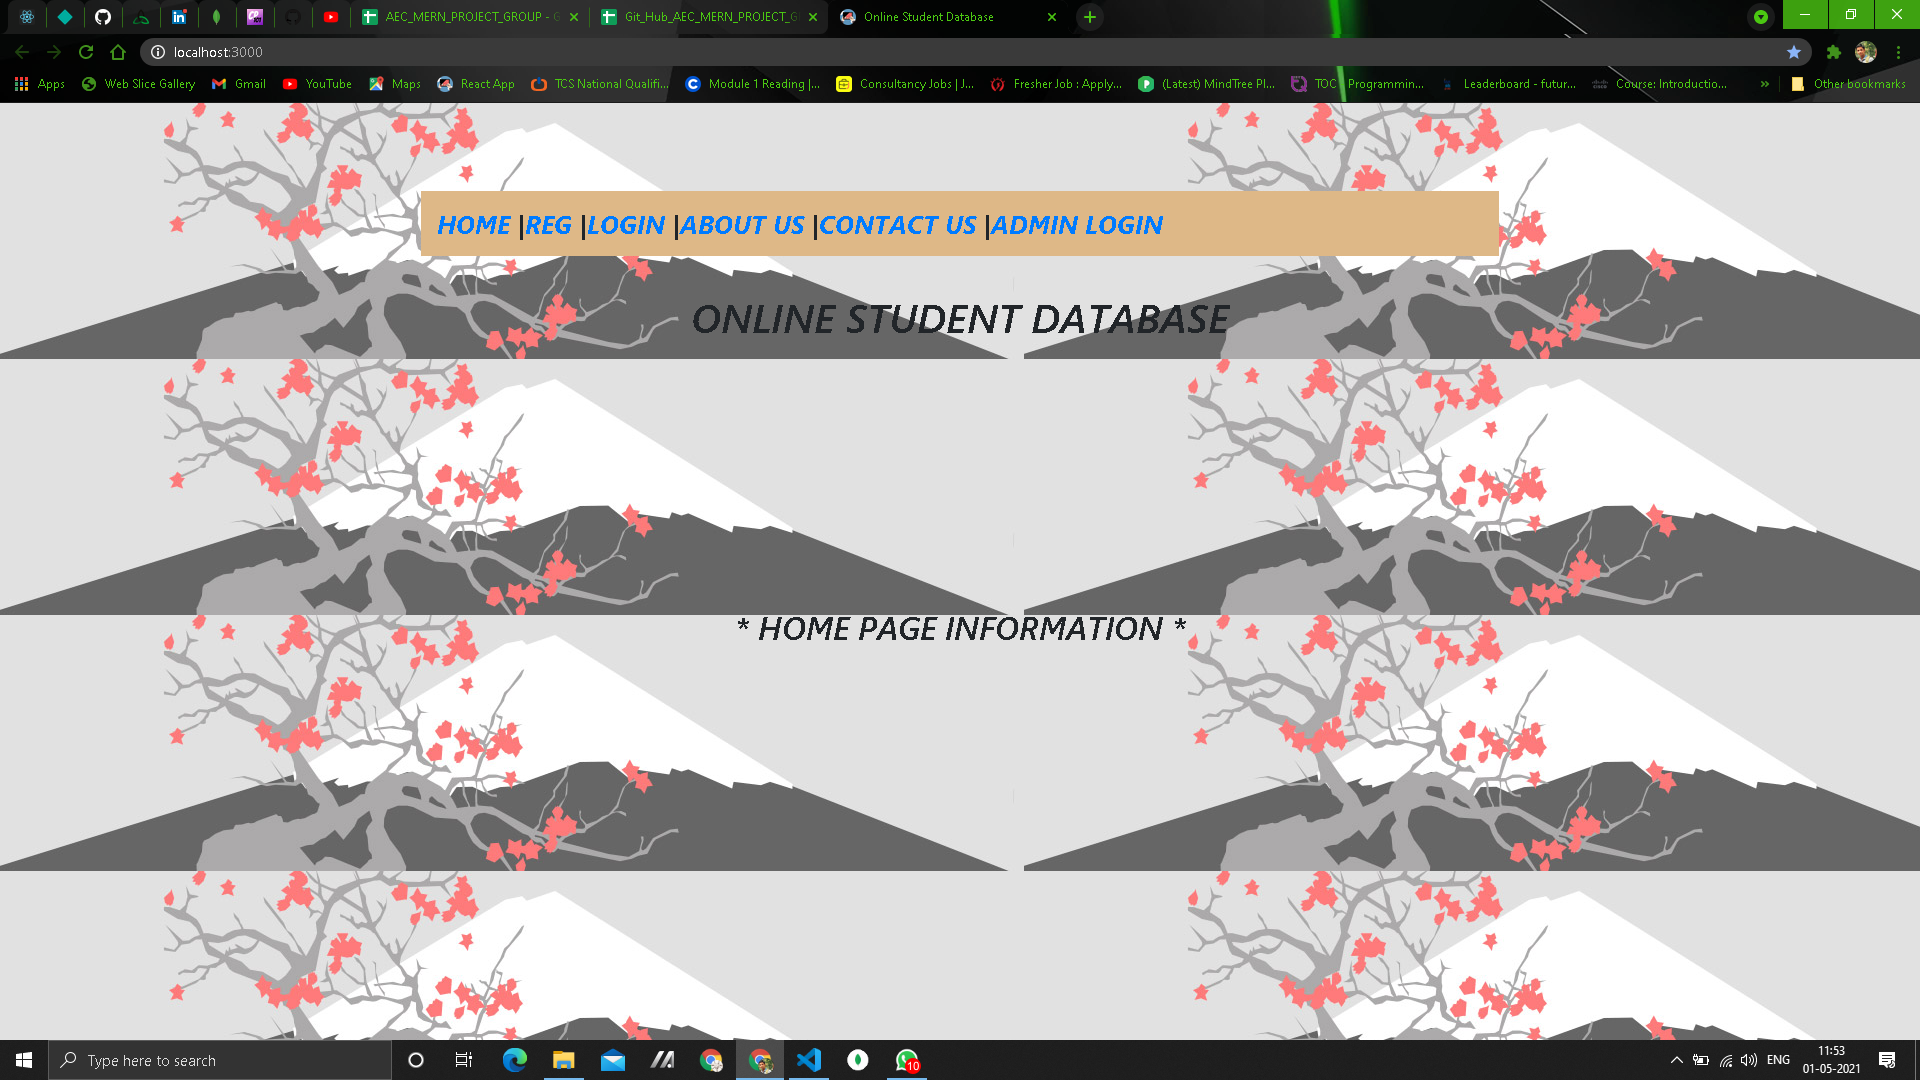 AEC_MERN_PROJECT_GROUP - G
Git_Hub_AEC_MERN_PROJECT_G
Online Student Database
localhost:3000
Apps
Web Slice Gallery
Gmail
YouTube
Maps
React App
TCS National Qualifi...
Module 1 Reading |...
Consultancy Jobs | J...
Fresher Job : Apply...
(Latest) MindTree Pl...
Programmin...
Leaderboard - futur...
Course: Introductio...
»
Other bookmarks
HOME |REG |LOGIN |ABOUT US |CONTACT US |ADMIN LOGIN
ONLINE STUDENT DATABASE
* HOME PAGE INFORMATION *
Type here to search
10
ENG
11:53
01-05-2021